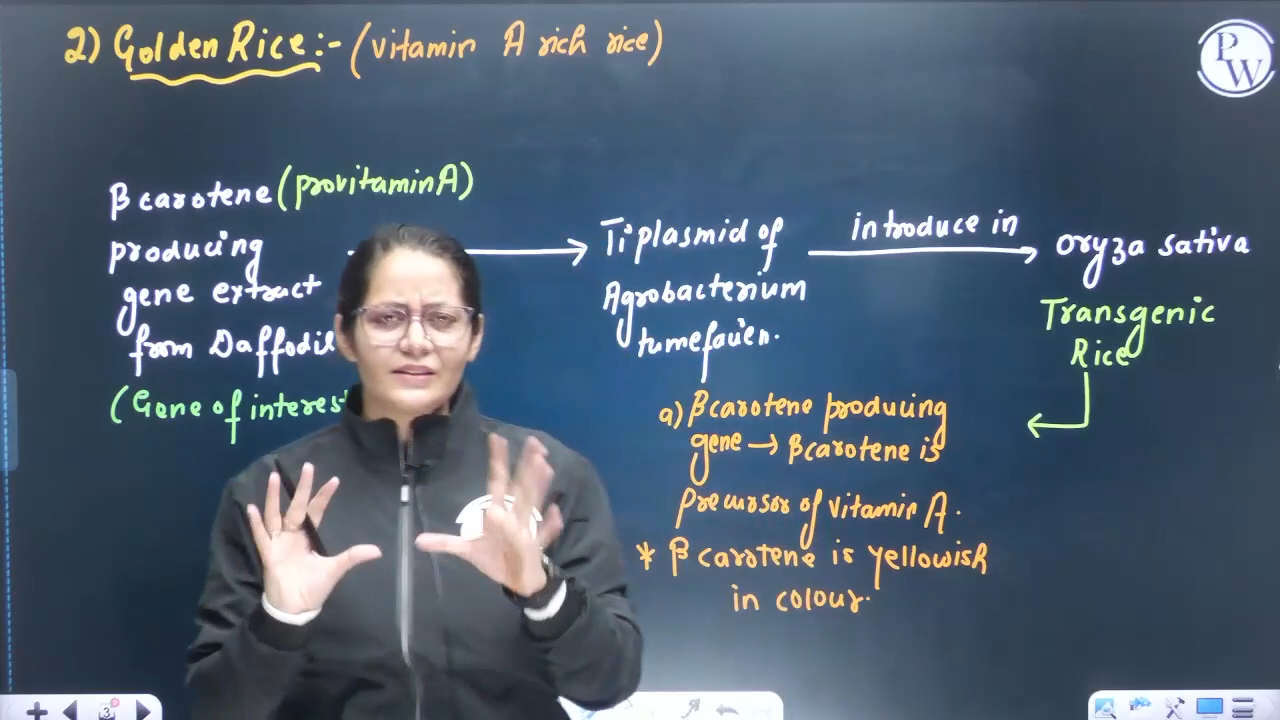 2) Golden Rice:- (vitamin A rich rice)
PW
β carotene (provitamin A)
producing
gene extract
from Daffodil
(Gene of interest
Ti plasmid of
Agrobacterium
tumefacien.
introduce in
oryza sativa
Transgenic
Rice
a) β carotene producing
gene → β carotene is
precursor of vitamin A.
* β carotene is yellowish
in colour.
3